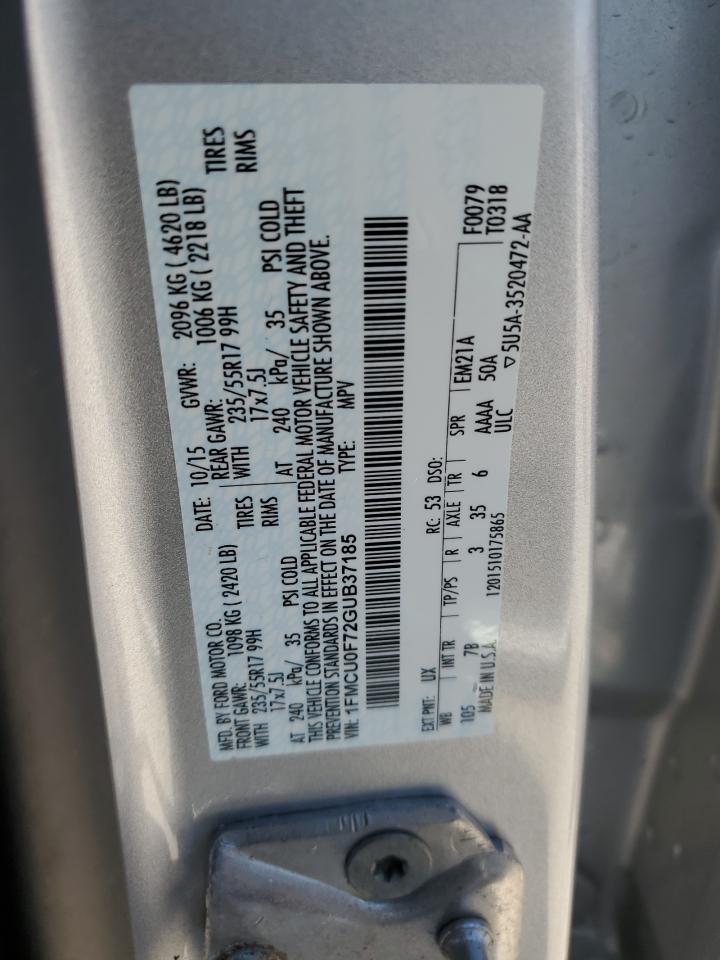 MFD. BY FORD MOTOR CO.
DATE: 10/15 GVWR: 2096 KG ( 4620 LB)
FRONT GAWR: 1098 KG (2420 LB) REAR GAWR: 1006 KG ( 2218 LB)
WITH 235/55R17 99H TIRES WITH 235/55R17 99H TIRES
17x7.5J RIMS 17x7.5J RIMS
AT 240 kPa/ 35 PSI COLD AT 240 kPa/ 35 PSI COLD
THIS VEHICLE CONFORMS TO ALL APPLICABLE FEDERAL MOTOR VEHICLE SAFETY AND THEFT
PREVENTION STANDARDS IN EFFECT ON THE DATE OF MANUFACTURE SHOWN ABOVE.
VIN: 1FMCU0F72GUB37185 TYPE: MPV
EXT PNT: UX RC: 53 DSO:
WB INT TR TP/PS R AXLE TR SPR EM21A F0079
105 7B 3 35 6 AAAA 50A T0318
MADE IN U.S.A. 1201510175865 ULC ▽ 5U5A-3520472-AA